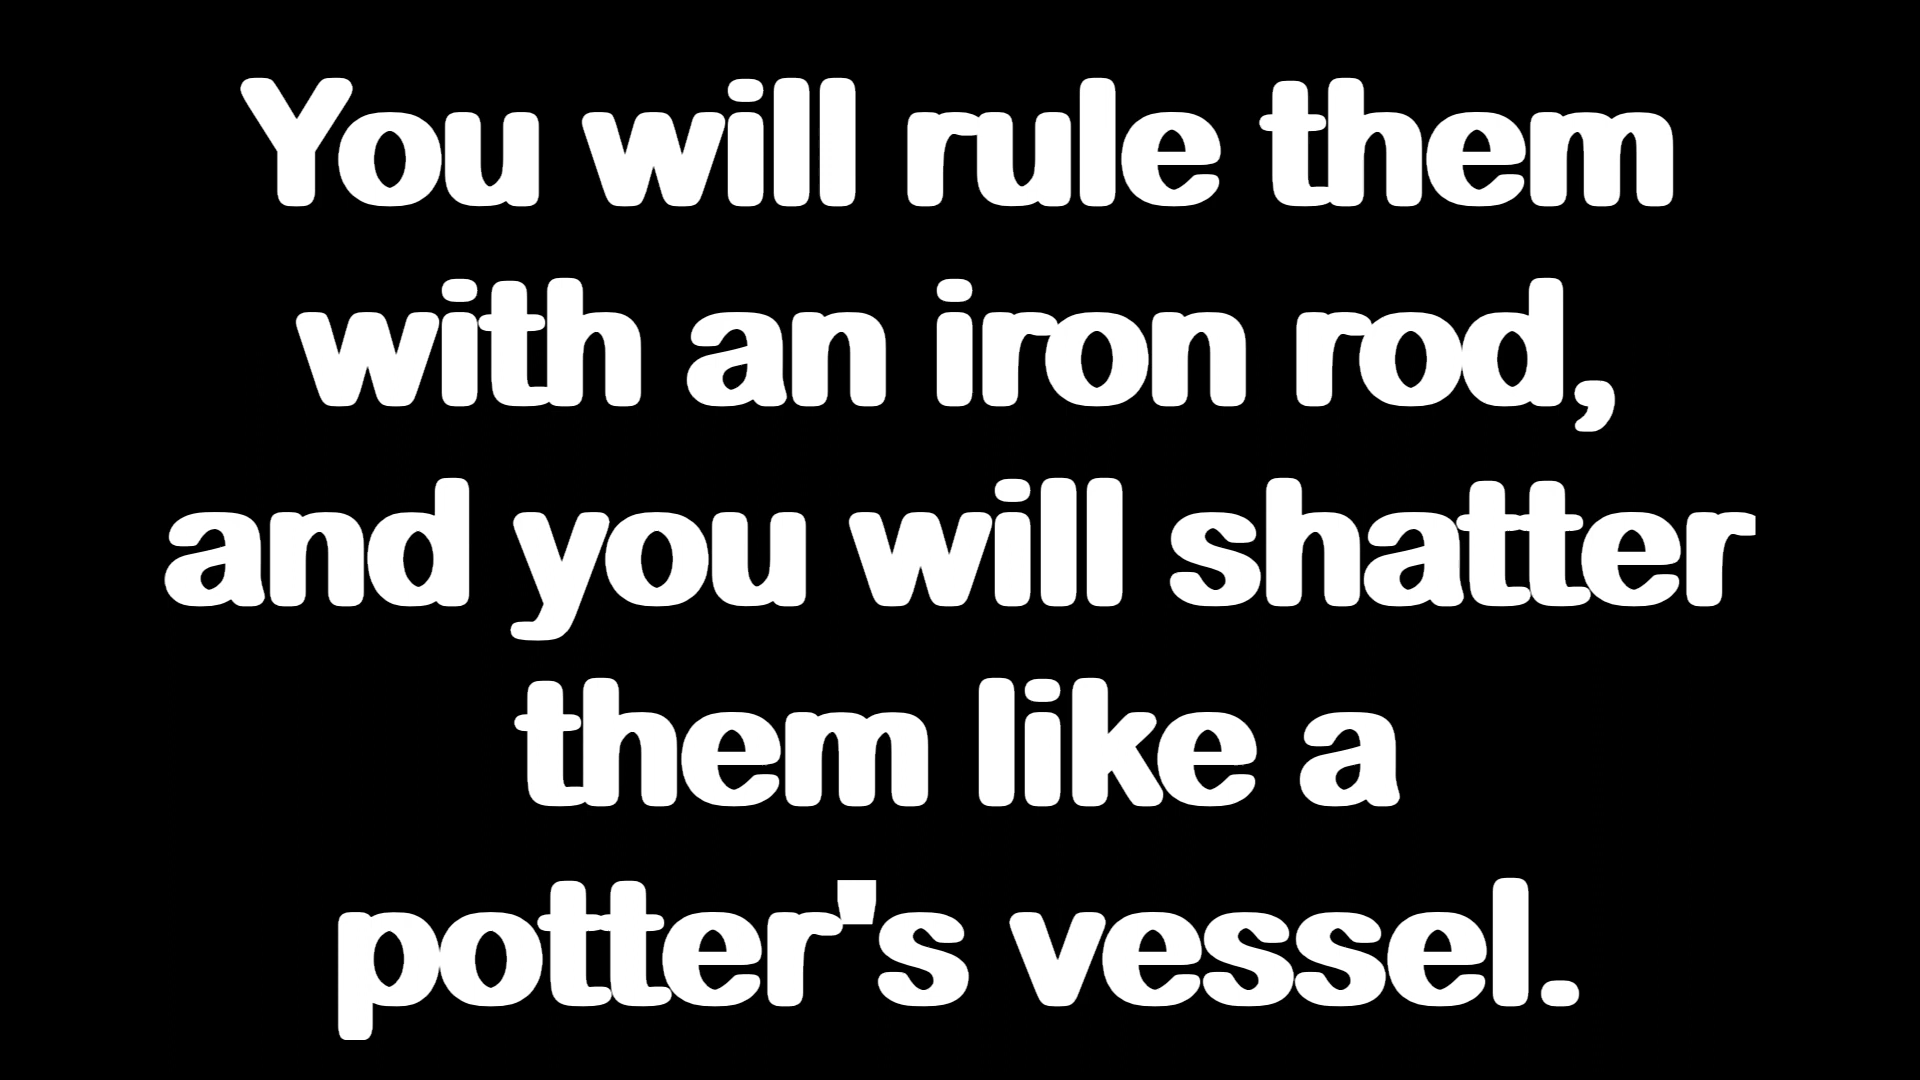 You will rule them
with an iron rod,
and you will shatter
them like a
potter's vessel.